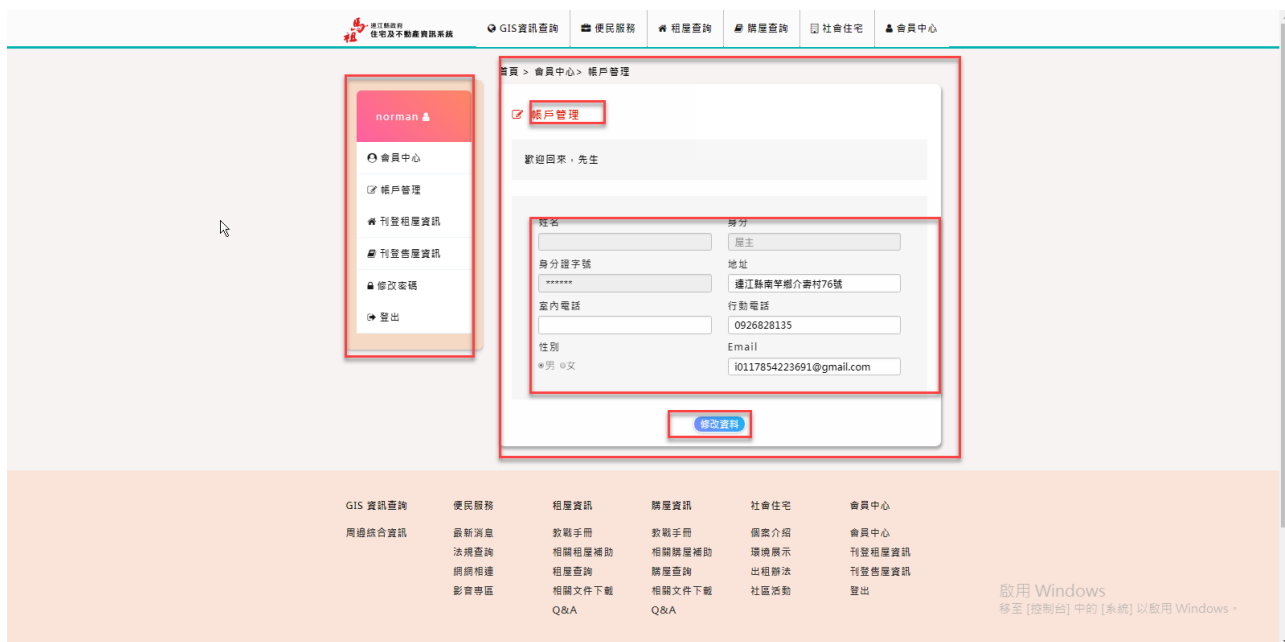 馬祖 連江縣政府
住宅及不動產資訊系統
GIS資訊查詢 便民服務 租屋查詢 購屋查詢 社會住宅 會員中心
首頁 > 會員中心> 帳戶管理
norman
會員中心
帳戶管理
刊登租屋資訊
刊登售屋資訊
修改密碼
登出
帳戶管理
歡迎回來，先生
姓名 身分
屋主
身分證字號 地址
****** 連江縣南竿鄉介壽村76號
室內電話 行動電話
0926828135
性別 Email
男 女 i0117854223691@gmail.com
修改資料
GIS 資訊查詢 便民服務 租屋資訊 購屋資訊 社會住宅 會員中心
周邊綜合資訊 最新消息 教戰手冊 教戰手冊 個案介紹 會員中心
法規查詢 相關租屋補助 相關購屋補助 環境展示 刊登租屋資訊
網網相連 租屋查詢 購屋查詢 出租辦法 刊登售屋資訊
影音專區 相關文件下載 相關文件下載 社區活動 登出
Q&A Q&A
啟用 Windows
移至 [控制台] 中的 [系統] 以啟用 Windows。